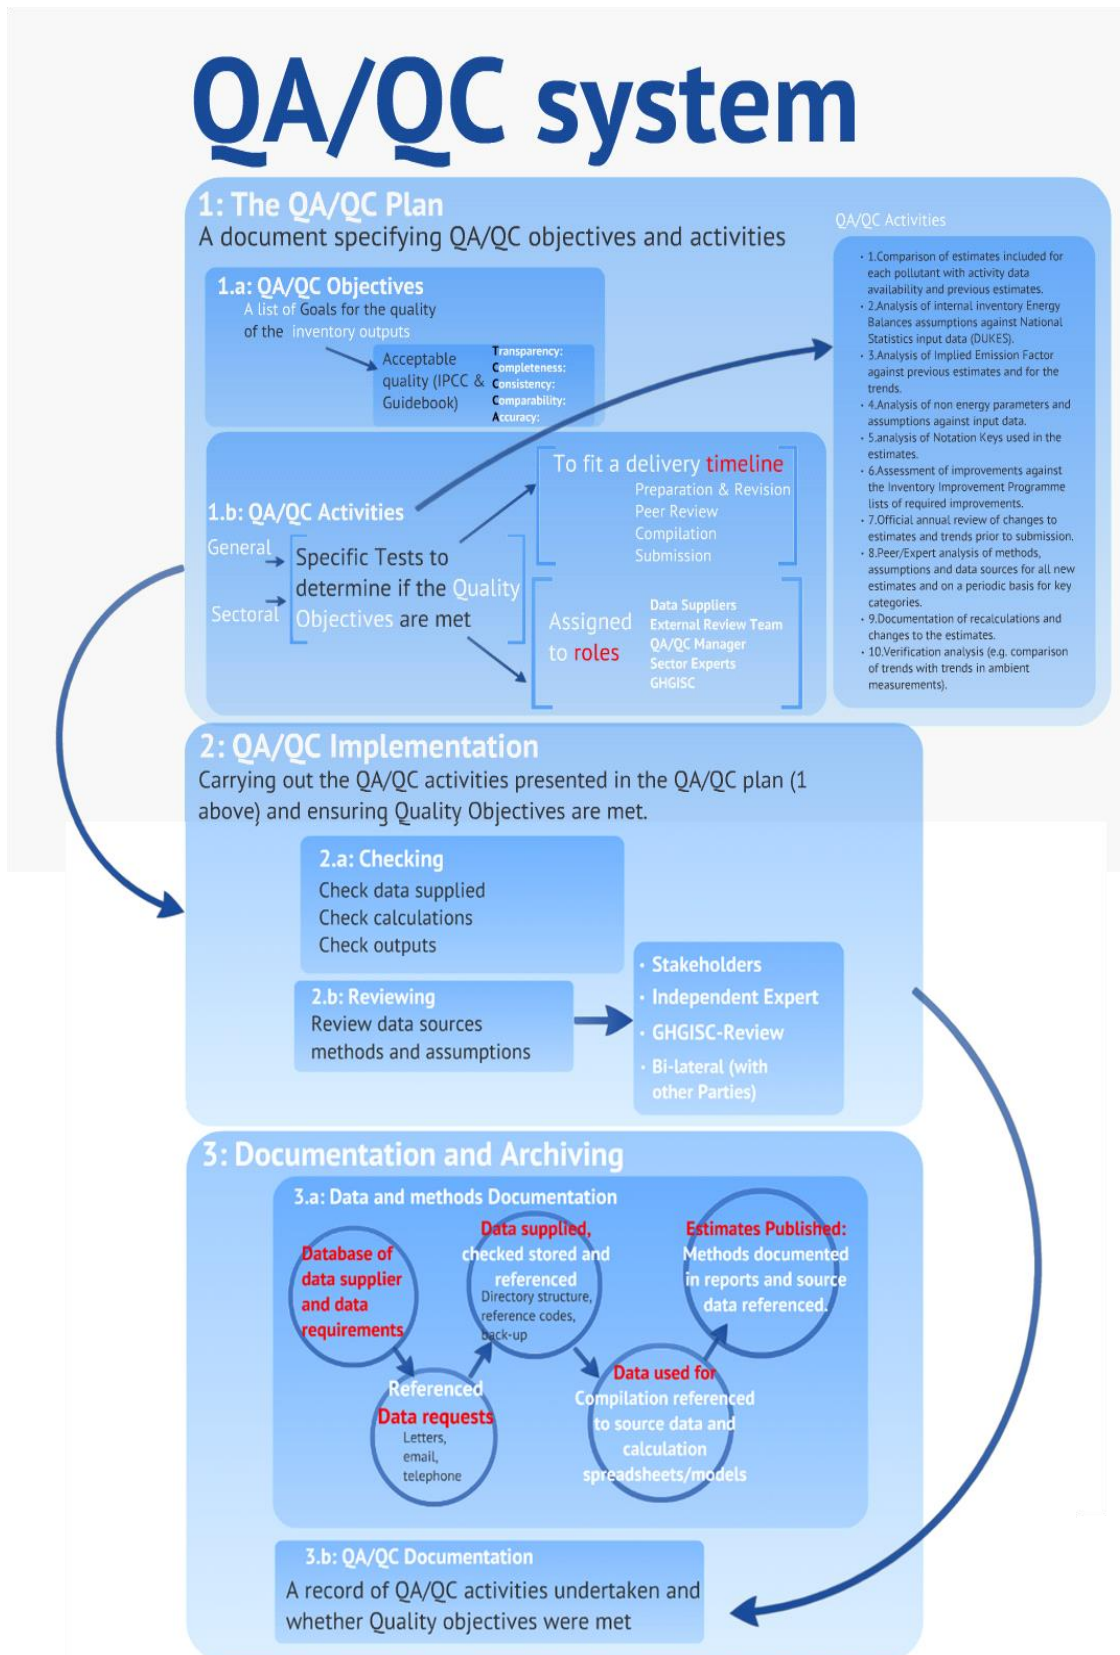 QA/QC system
1: The QA/QC Plan
A document specifying QA/QC objectives and activities
1.a: QA/QC Objectives
A list of Goals for the quality
of the inventory outputs
Acceptable
quality (IPCC &
Guidebook)
Transparency:
Completeness:
Consistency:
Comparability:
Accuracy:
1.b: QA/QC Activities
General
Sectoral
Specific Tests to
determine if the Quality
Objectives are met
To fit a delivery timeline
Preparation & Revision
Peer Review
Compilation
Submission
Assigned
to roles
Data Suppliers
External Review Team
QA/QC Manager
Sector Experts
GHGISC
QA/QC Activities
• 1.Comparison of estimates included for
each pollutant with activity data
availability and previous estimates.
• 2.Analysis of internal inventory Energy
Balances assumptions against National
Statistics input data (DUKES).
• 3.Analysis of Implied Emission Factor
against previous estimates and for the
trends.
• 4.Analysis of non energy parameters and
assumptions against input data.
• 5.analysis of Notation Keys used in the
estimates.
• 6.Assessment of improvements against
the Inventory Improvement Programme
lists of required improvements.
• 7.Official annual review of changes to
estimates and trends prior to submission.
• 8.Peer/Expert analysis of methods,
assumptions and data sources for all new
estimates and on a periodic basis for key
categories.
• 9.Documentation of recalculations and
changes to the estimates.
• 10.Verification analysis (e.g. comparison
of trends with trends in ambient
measurements).
2: QA/QC Implementation
Carrying out the QA/QC activities presented in the QA/QC plan (1
above) and ensuring Quality Objectives are met.
2.a: Checking
Check data supplied
Check calculations
Check outputs
2.b: Reviewing
Review data sources
methods and assumptions
• Stakeholders
• Independent Expert
• GHGISC-Review
• Bi-lateral (with
other Parties)
3: Documentation and Archiving
3.a: Data and methods Documentation
Database of
data supplier
and data
requirements
Referenced
Data requests
Letters,
email,
telephone
Data supplied,
checked stored and
referenced
Directory structure,
reference codes,
back-up
Data used for
Compilation referenced
to source data and
calculation
spreadsheets/models
Estimates Published:
Methods documented
in reports and source
data referenced.
3.b: QA/QC Documentation
A record of QA/QC activities undertaken and
whether Quality objectives were met